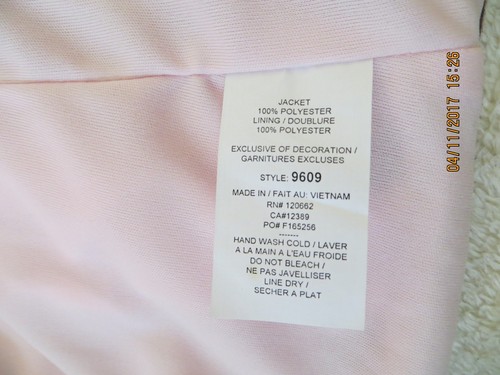 JACKET
100% POLYESTER
LINING / DOUBLURE
100% POLYESTER
EXCLUSIVE OF DECORATION /
GARNITURES EXCLUSES
STYLE: 9609
MADE IN / FAIT AU: VIETNAM
RN# 120662
CA#12389
PO# F165256
-------
HAND WASH COLD / LAVER
A LA MAIN A L'EAU FROIDE
DO NOT BLEACH /
NE PAS JAVELLISER
LINE DRY /
SECHER A PLAT
04/11/2017 15:26